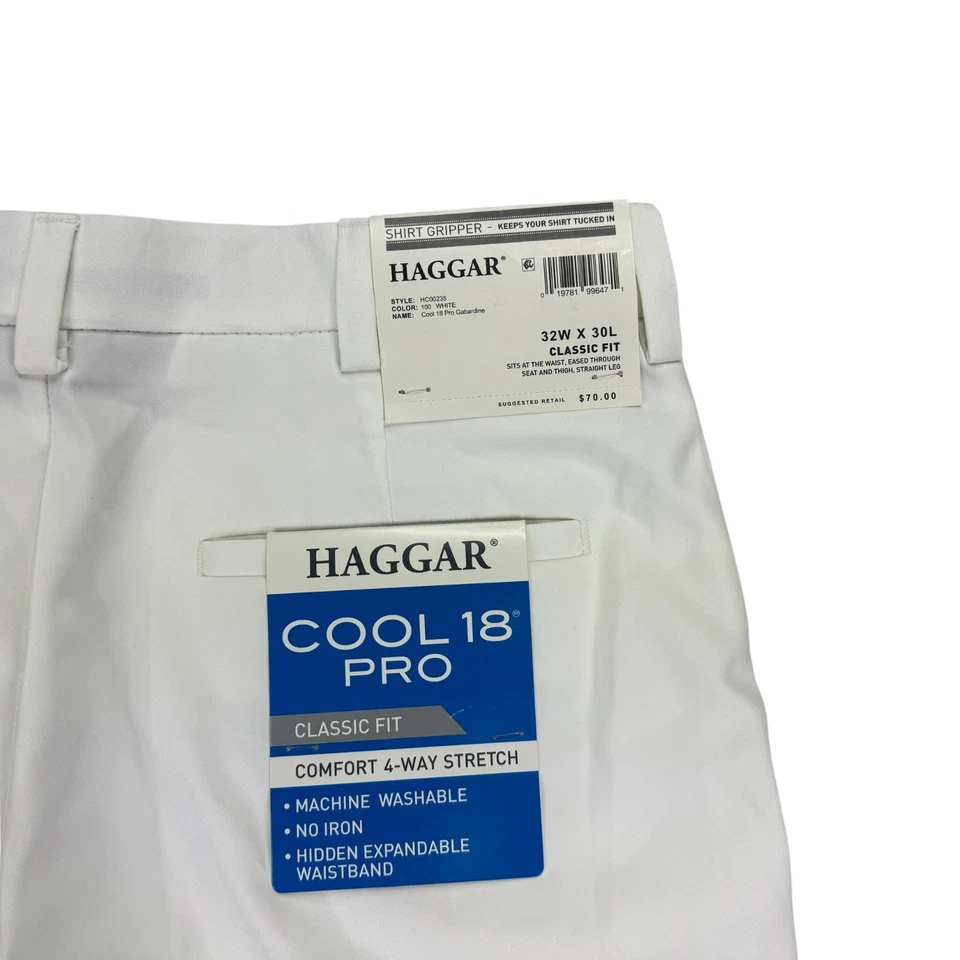 SHIRT GRIPPER - KEEPS YOUR SHIRT TUCKED IN
HAGGAR®
0 19781 99647 1
STYLE: HC00235
COLOR: 100 WHITE
NAME: Cool 18 Pro Gabardine
32W X 30L
CLASSIC FIT
SITS AT THE WAIST, EASED THROUGH
SEAT AND THIGH, STRAIGHT LEG
SUGGESTED RETAIL $70.00
HAGGAR®
COOL 18®
PRO
CLASSIC FIT
COMFORT 4-WAY STRETCH
• MACHINE WASHABLE
• NO IRON
• HIDDEN EXPANDABLE
WAISTBAND